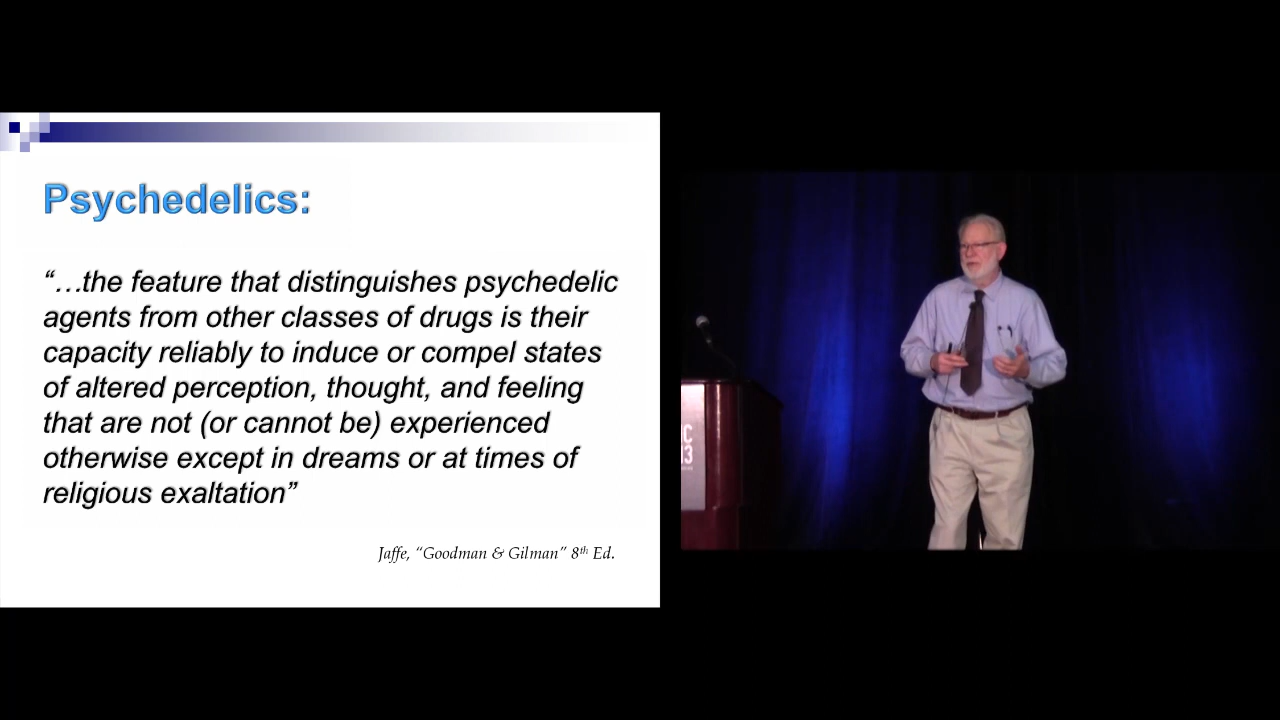 Psychedelics:
“…the feature that distinguishes psychedelic
agents from other classes of drugs is their
capacity reliably to induce or compel states
of altered perception, thought, and feeling
that are not (or cannot be) experienced
otherwise except in dreams or at times of
religious exaltation”
Jaffe, “Goodman & Gilman” 8th Ed.